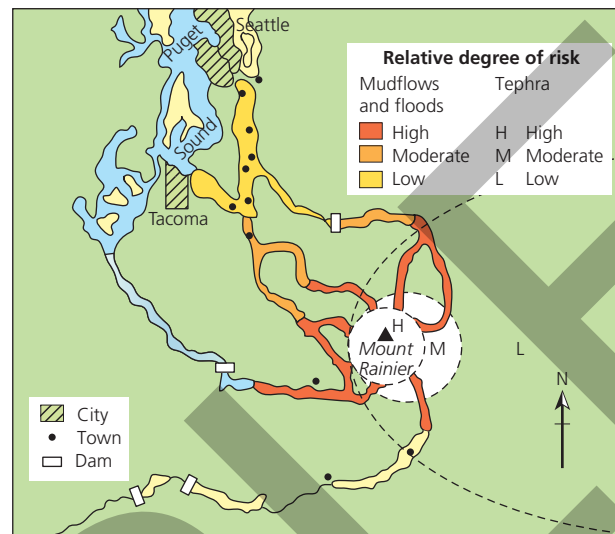 Puget
Sound
Seattle
Tacoma
Relative degree of risk
Mudflows
and floods
Tephra
High
H High
Moderate
M Moderate
Low
L Low
H
Mount
Rainier
M
L
N
City
Town
Dam